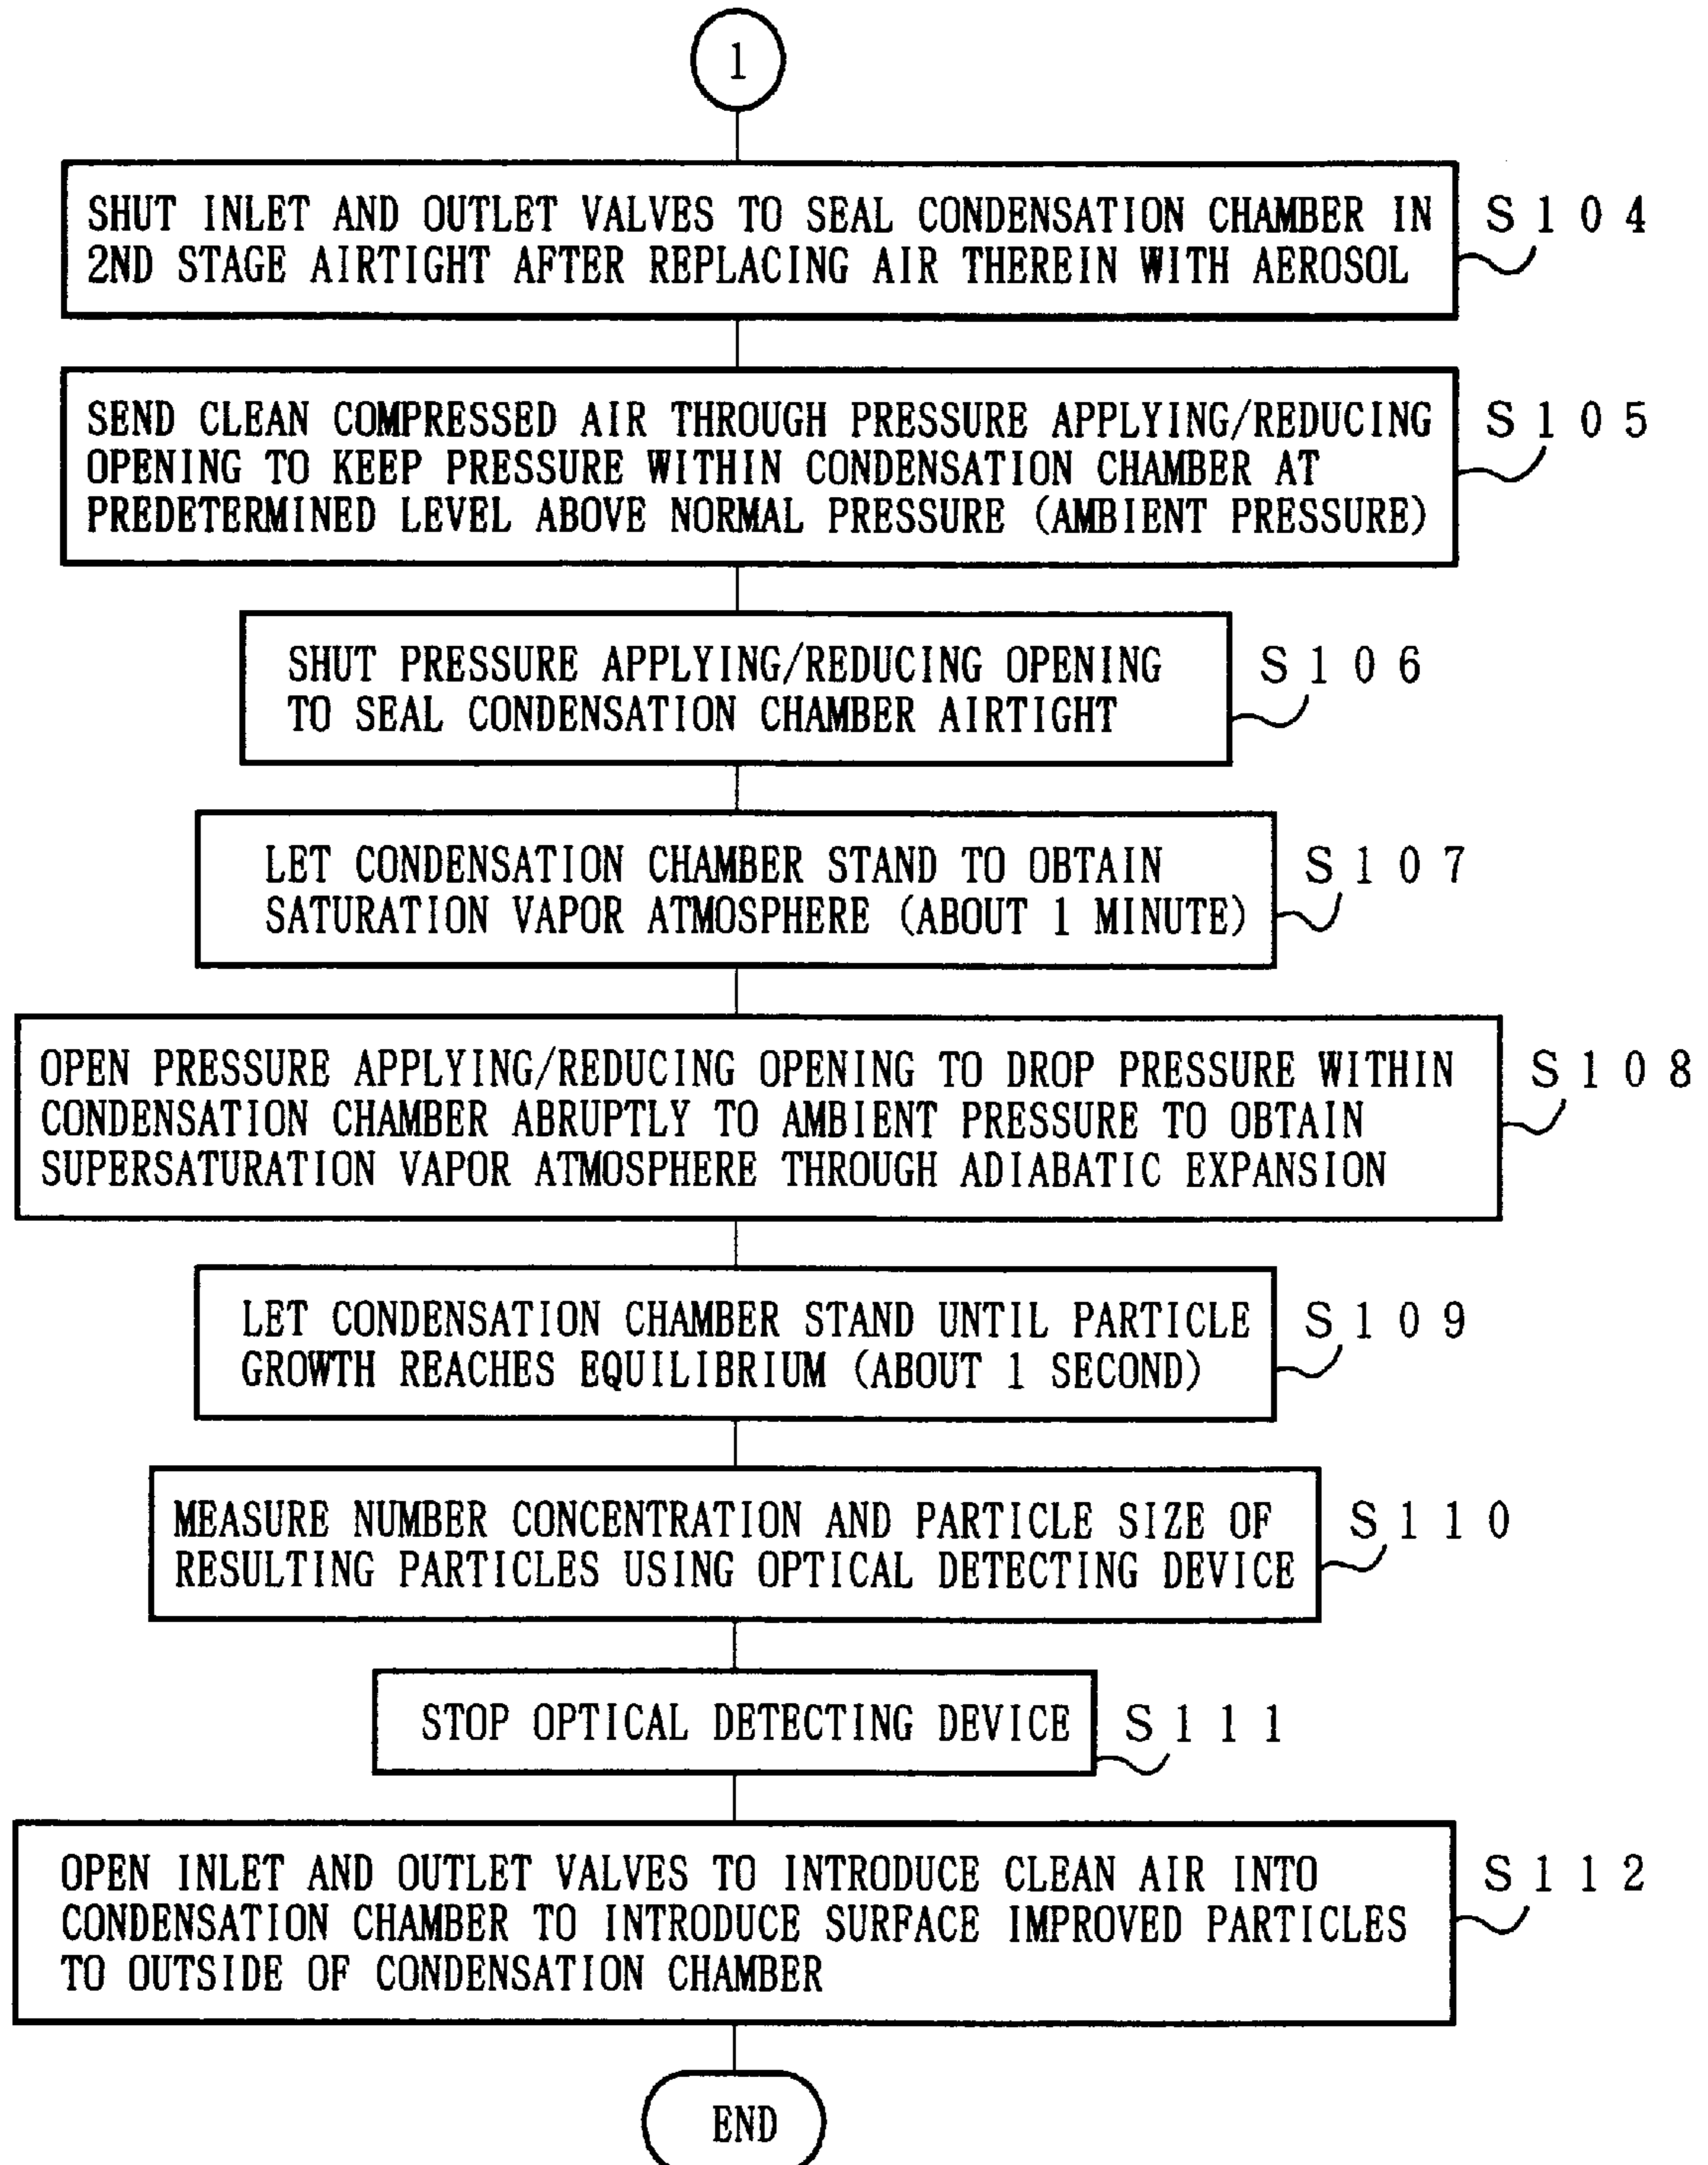 1
SHUT INLET AND OUTLET VALVES TO SEAL CONDENSATION CHAMBER IN
2ND STAGE AIRTIGHT AFTER REPLACING AIR THEREIN WITH AEROSOL
S104
SEND CLEAN COMPRESSED AIR THROUGH PRESSURE APPLYING/REDUCING
OPENING TO KEEP PRESSURE WITHIN CONDENSATION CHAMBER AT
PREDETERMINED LEVEL ABOVE NORMAL PRESSURE (AMBIENT PRESSURE)
S105
SHUT PRESSURE APPLYING/REDUCING OPENING
TO SEAL CONDENSATION CHAMBER AIRTIGHT
S106
LET CONDENSATION CHAMBER STAND TO OBTAIN
SATURATION VAPOR ATMOSPHERE (ABOUT 1 MINUTE)
S107
OPEN PRESSURE APPLYING/REDUCING OPENING TO DROP PRESSURE WITHIN
CONDENSATION CHAMBER ABRUPTLY TO AMBIENT PRESSURE TO OBTAIN
SUPERSATURATION VAPOR ATMOSPHERE THROUGH ADIABATIC EXPANSION
S108
LET CONDENSATION CHAMBER STAND UNTIL PARTICLE
GROWTH REACHES EQUILIBRIUM (ABOUT 1 SECOND)
S109
MEASURE NUMBER CONCENTRATION AND PARTICLE SIZE OF
RESULTING PARTICLES USING OPTICAL DETECTING DEVICE
S110
STOP OPTICAL DETECTING DEVICE
S111
OPEN INLET AND OUTLET VALVES TO INTRODUCE CLEAN AIR INTO
CONDENSATION CHAMBER TO INTRODUCE SURFACE IMPROVED PARTICLES
TO OUTSIDE OF CONDENSATION CHAMBER
S112
END